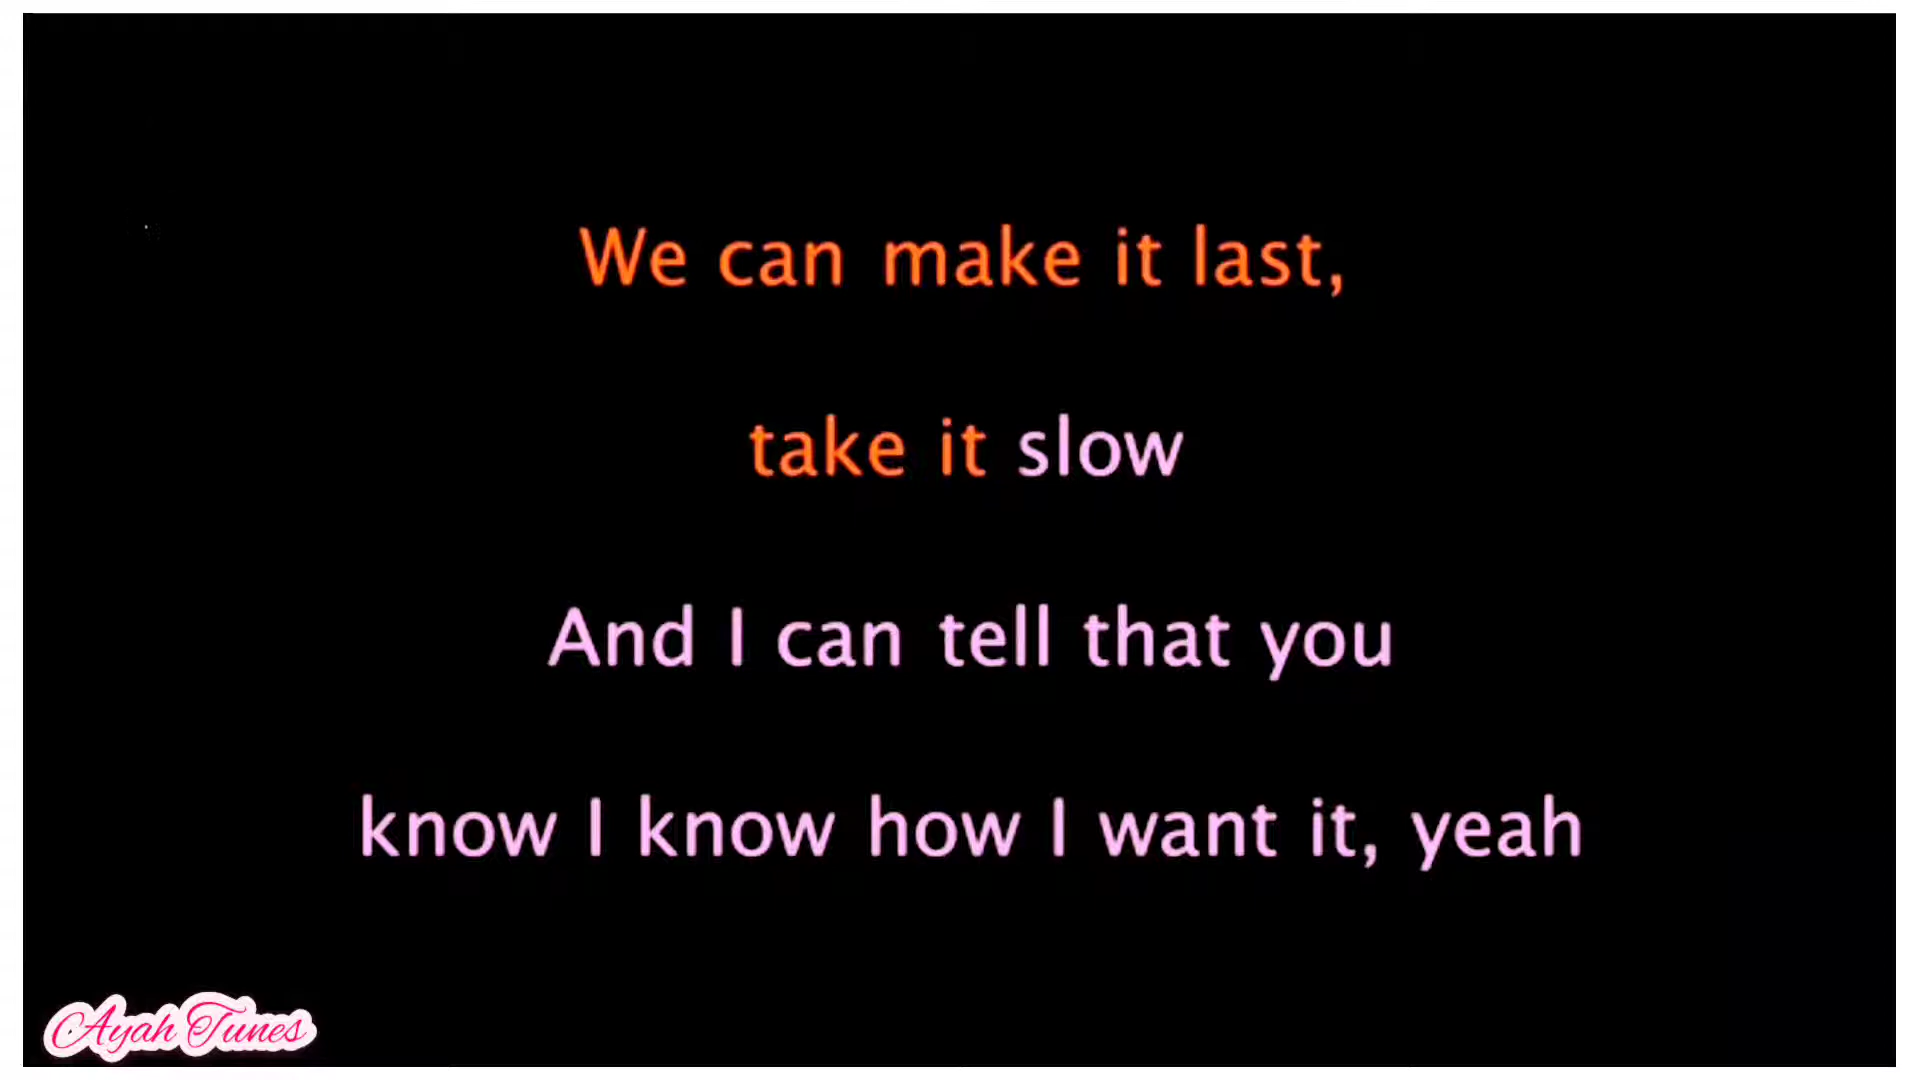 We can make it last,
take it slow
And I can tell that you
know I know how I want it, yeah
Ayah Tunes